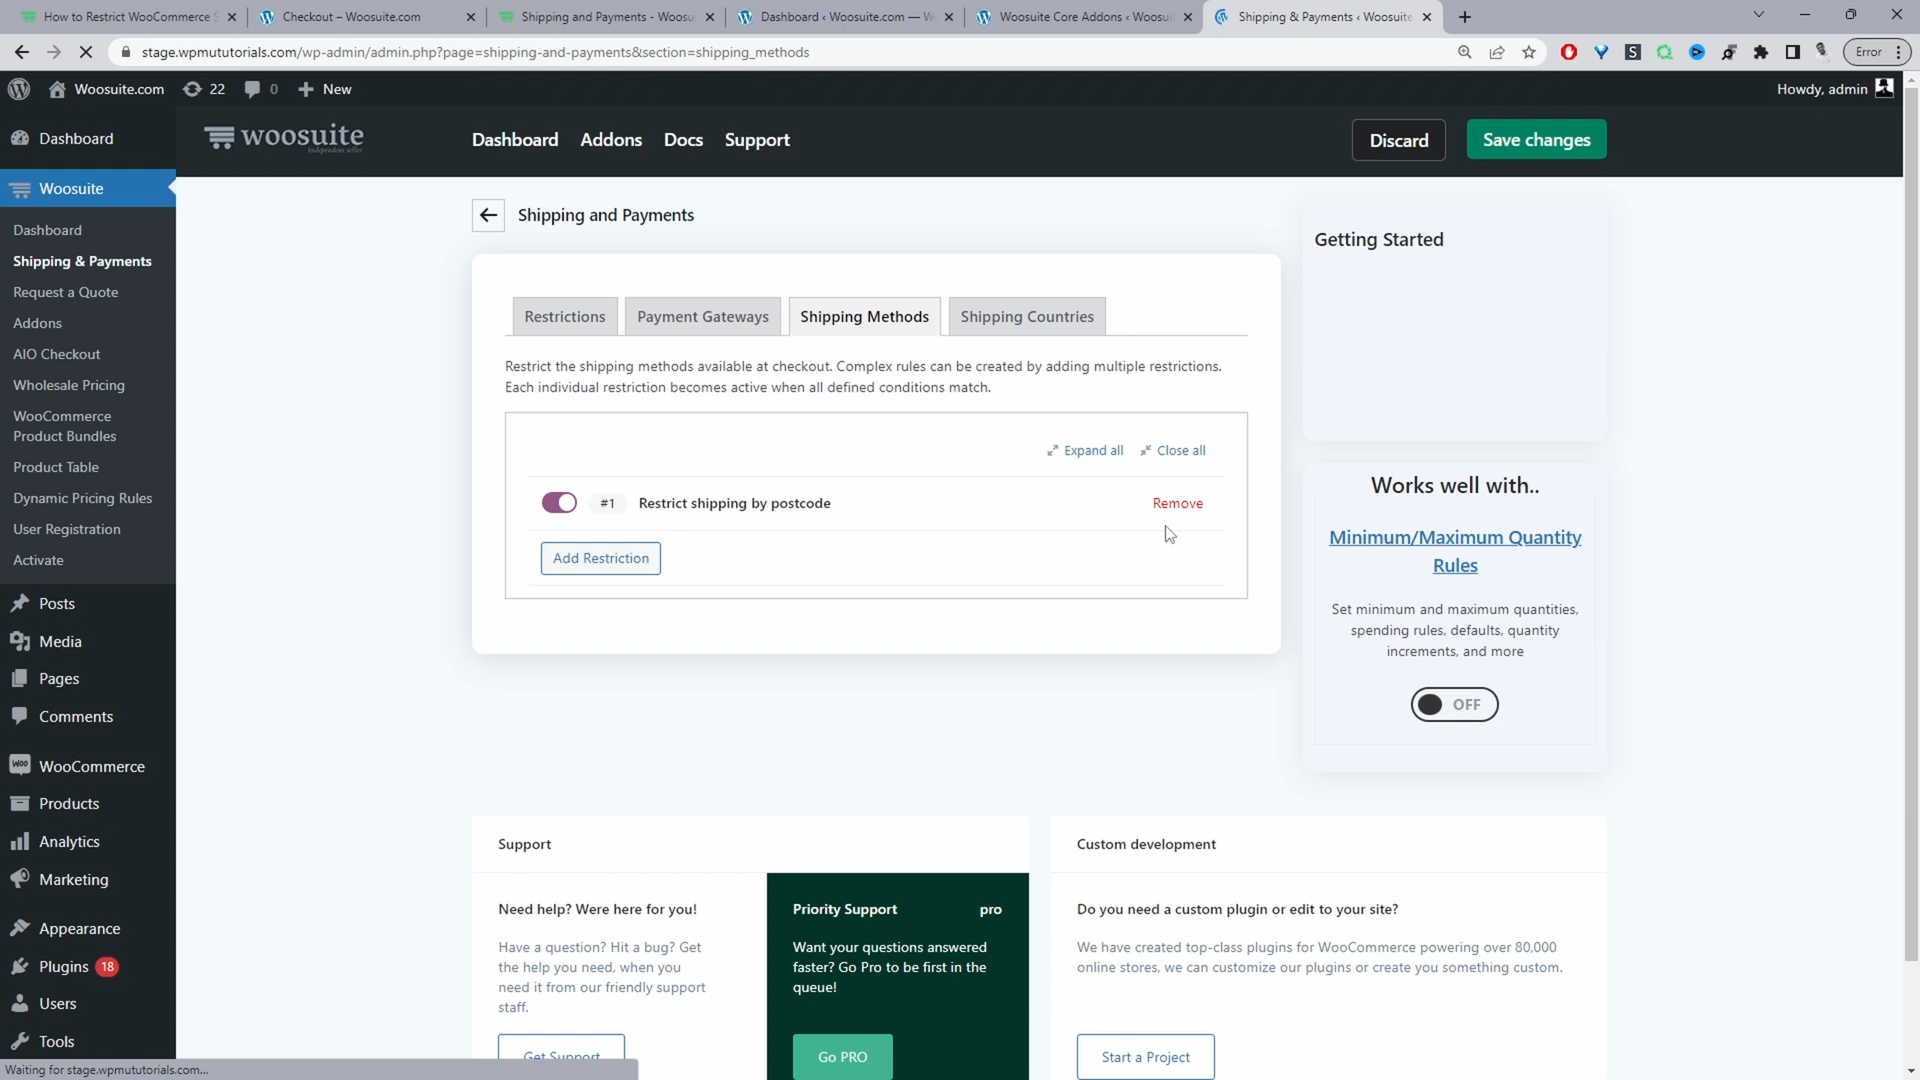 How to Restrict WooCommerce S
Checkout – Woosuite.com
Shipping and Payments - Woosu
Dashboard ‹ Woosuite.com — W
Woosuite Core Addons ‹ Woosui
Shipping & Payments ‹ Woosuite
stage.wpmututorials.com/wp-admin/admin.php?page=shipping-and-payments&section=shipping_methods
Error
Woosuite.com
22
0
New
Howdy, admin
Dashboard
Woosuite
Dashboard
Shipping & Payments
Request a Quote
Addons
AIO Checkout
Wholesale Pricing
WooCommerce
Product Bundles
Product Table
Dynamic Pricing Rules
User Registration
Activate
Posts
Media
Pages
Comments
WooCommerce
Products
Analytics
Marketing
Appearance
Plugins 18
Users
Tools
woosuite
Independent seller
Dashboard
Addons
Docs
Support
Discard
Save changes
Shipping and Payments
Restrictions
Payment Gateways
Shipping Methods
Shipping Countries
Restrict the shipping methods available at checkout. Complex rules can be created by adding multiple restrictions.
Each individual restriction becomes active when all defined conditions match.
Expand all
Close all
#1
Restrict shipping by postcode
Remove
Add Restriction
Getting Started
Works well with..
Minimum/Maximum Quantity
Rules
Set minimum and maximum quantities,
spending rules, defaults, quantity
increments, and more
OFF
Support
Need help? Were here for you!
Have a question? Hit a bug? Get
the help you need, when you
need it from our friendly support
staff.
Get Support
Priority Support
pro
Want your questions answered
faster? Go Pro to be first in the
queue!
Go PRO
Custom development
Do you need a custom plugin or edit to your site?
We have created top-class plugins for WooCommerce powering over 80,000
online stores, we can customize our plugins or create you something custom.
Start a Project
Waiting for stage.wpmututorials.com...